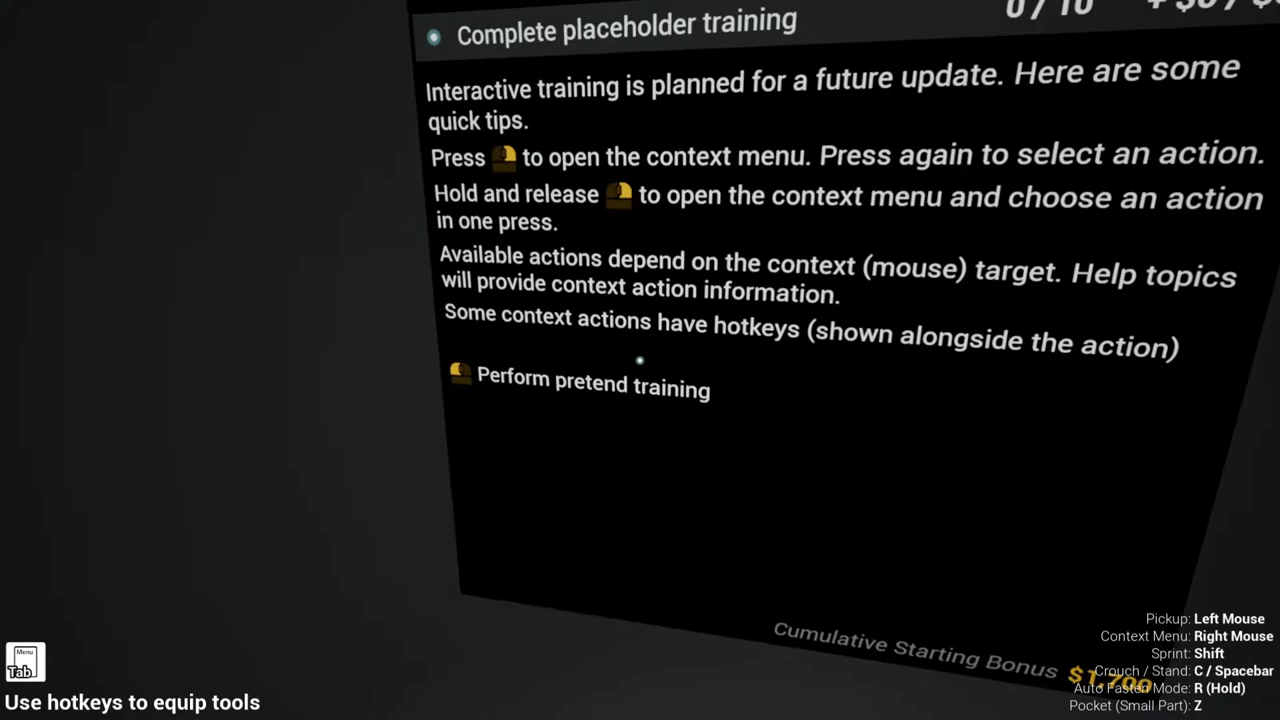 Complete placeholder training
Interactive training is planned for a future update. Here are some
quick tips.
Press to open the context menu. Press again to select an action.
Hold and release to open the context menu and choose an action
in one press.
Available actions depend on the context (mouse) target. Help topics
will provide context action information.
Some context actions have hotkeys (shown alongside the action)
Perform pretend training
Cumulative Starting Bonus $1,700
Menu
Tab
Use hotkeys to equip tools
Pickup: Left Mouse
Context Menu: Right Mouse
Sprint: Shift
Crouch / Stand: C / Spacebar
Auto Fasten Mode: R (Hold)
Pocket (Small Part): Z